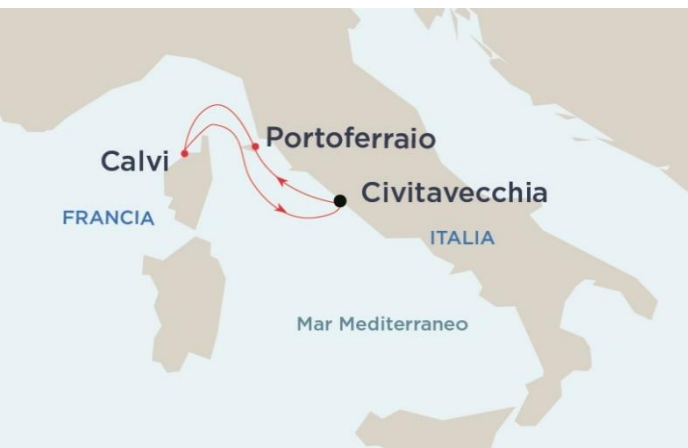 Portoferraio
Calvi
Civitavecchia
FRANCIA
ITALIA
Mar Mediterraneo